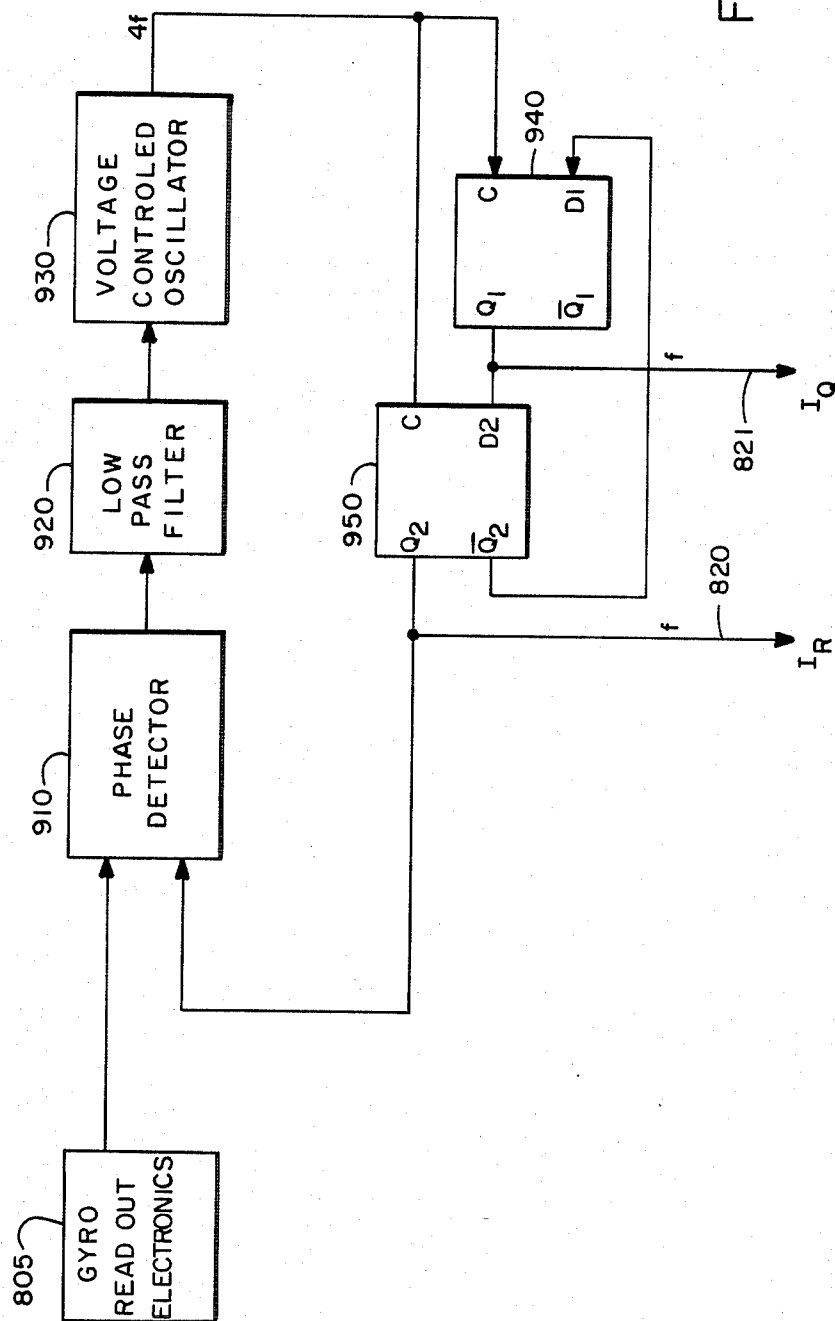 805
GYRO
READ OUT
ELECTRONICS
910
PHASE
DETECTOR
920
LOW
PASS
FILTER
930
VOLTAGE
CONTROLED
OSCILLATOR
4f
950
Q2
Q̅2
C
D2
940
Q1
Q̅1
C
D1
f
820
IR
f
821
IQ
F